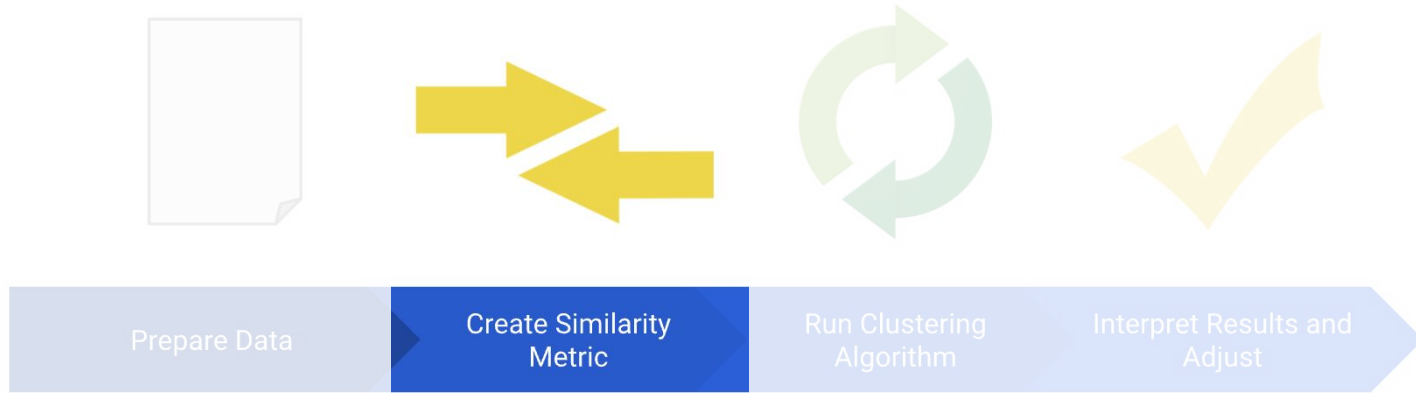 Prepare Data
Create Similarity
Metric
Run Clustering
Algorithm
Interpret Results and
Adjust